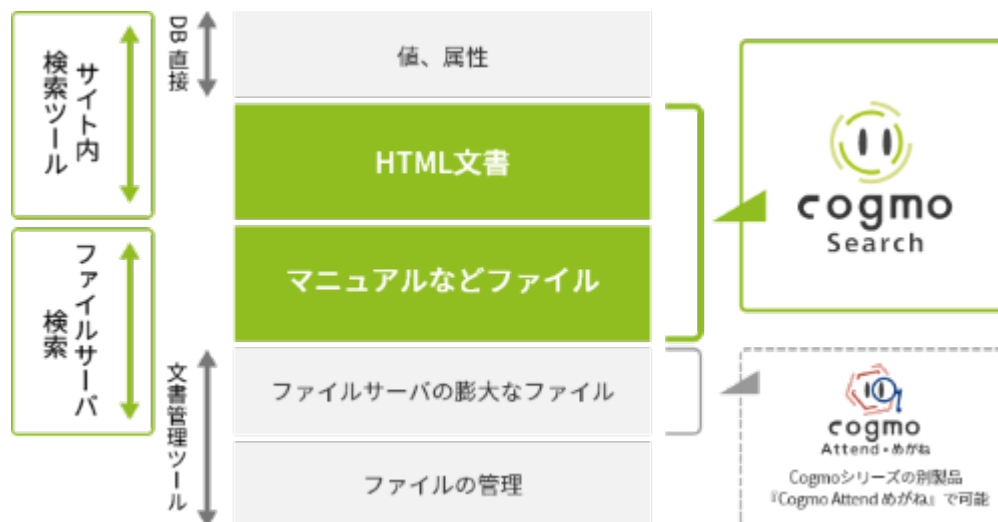 サイト内
検索ツール
DB直接
値、属性
HTML文書
マニュアルなどファイル
cogmo
Search
ファイルサーバ
検索
文書管理ツール
ファイルサーバの膨大なファイル
ファイルの管理
cogmo
Attend・めがね
Cogmoシリーズの別製品
『Cogmo Attend めがね』で可能